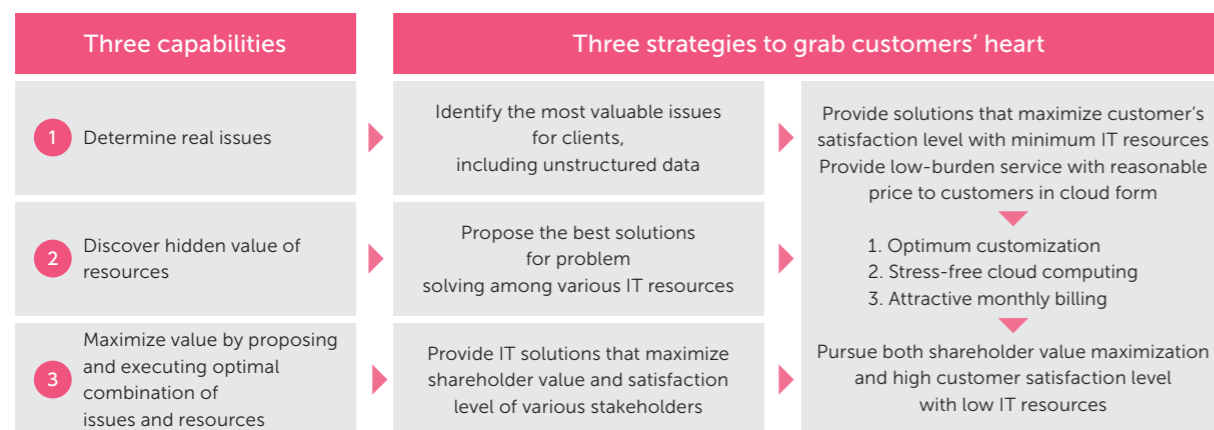 Three capabilities
Three strategies to grab customers’ heart
1
Determine real issues
Identify the most valuable issues
for clients,
including unstructured data
2
Discover hidden value of
resources
Propose the best solutions
for problem
solving among various IT resources
3
Maximize value by proposing
and executing optimal
combination of
issues and resources
Provide IT solutions that maximize
shareholder value and satisfaction
level of various stakeholders
Provide solutions that maximize customer’s
satisfaction level with minimum IT resources
Provide low-burden service with reasonable
price to customers in cloud form
1. Optimum customization
2. Stress-free cloud computing
3. Attractive monthly billing
Pursue both shareholder value maximization
and high customer satisfaction level
with low IT resources